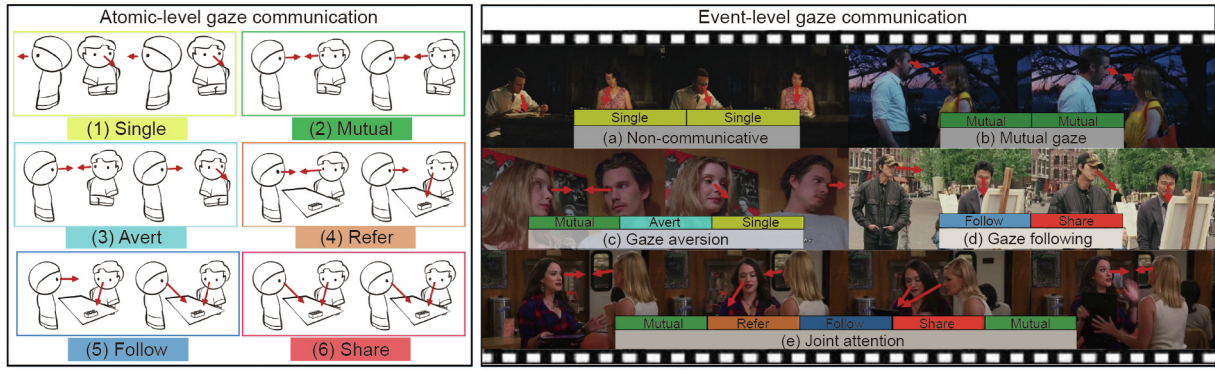 Atomic-level gaze communication
(1) Single
(2) Mutual
(3) Avert
(4) Refer
(5) Follow
(6) Share
Event-level gaze communication
Single Single
(a) Non-communicative
Mutual Mutual
(b) Mutual gaze
Mutual Avert Single
(c) Gaze aversion
Follow Share
(d) Gaze following
Mutual Refer Follow Share Mutual
(e) Joint attention